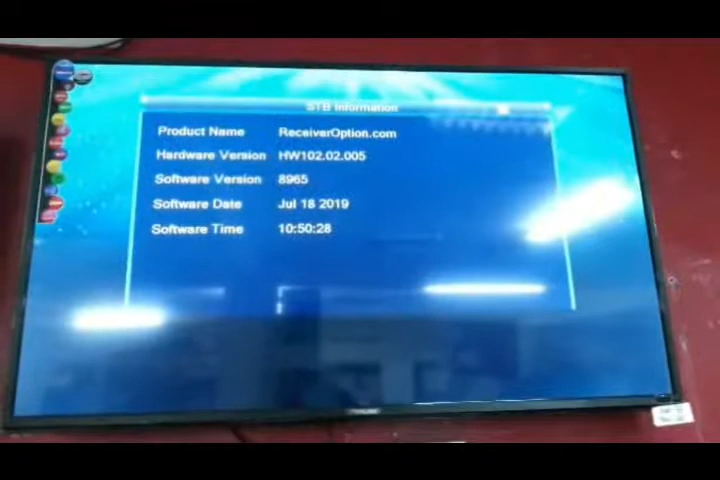 STB Information
Product Name ReceiverOption.com
Hardware Version HW102.02.005
Software Version 8965
Software Date Jul 18 2019
Software Time 10:50:28